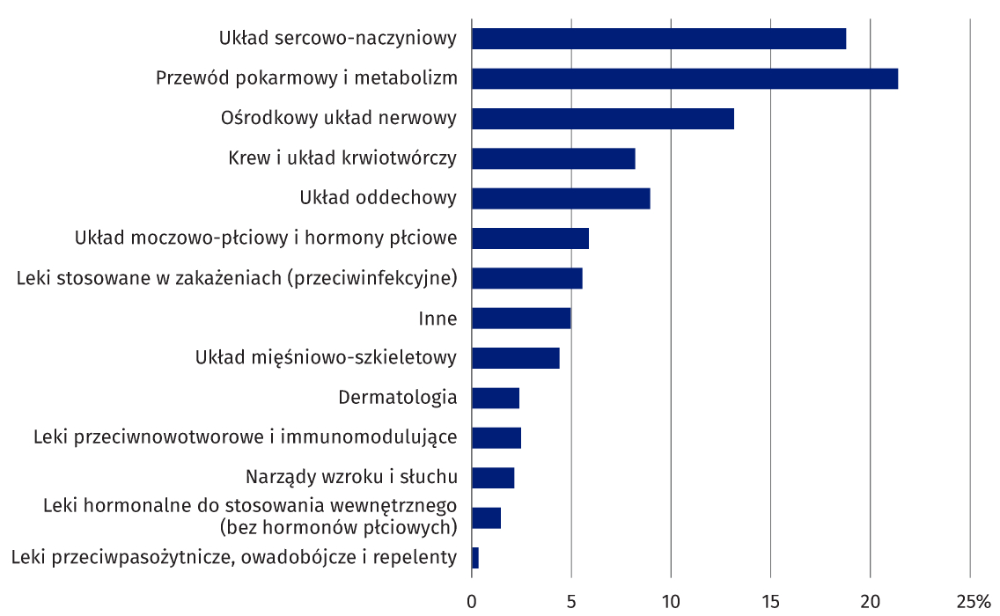 Układ sercowo-naczyniowy
Przewód pokarmowy i metabolizm
Ośrodkowy układ nerwowy
Krew i układ krwiotwórczy
Układ oddechowy
Układ moczowo-płciowy i hormony płciowe
Leki stosowane w zakażeniach (przeciwinfekcyjne)
Inne
Układ mięśniowo-szkieletowy
Dermatologia
Leki przeciwnowotworowe i immunomodulujące
Narządy wzroku i słuchu
Leki hormonalne do stosowania wewnętrznego
(bez hormonów płciowych)
Leki przeciwpasożytnicze, owadobójcze i repelenty
0 5 10 15 20 25%